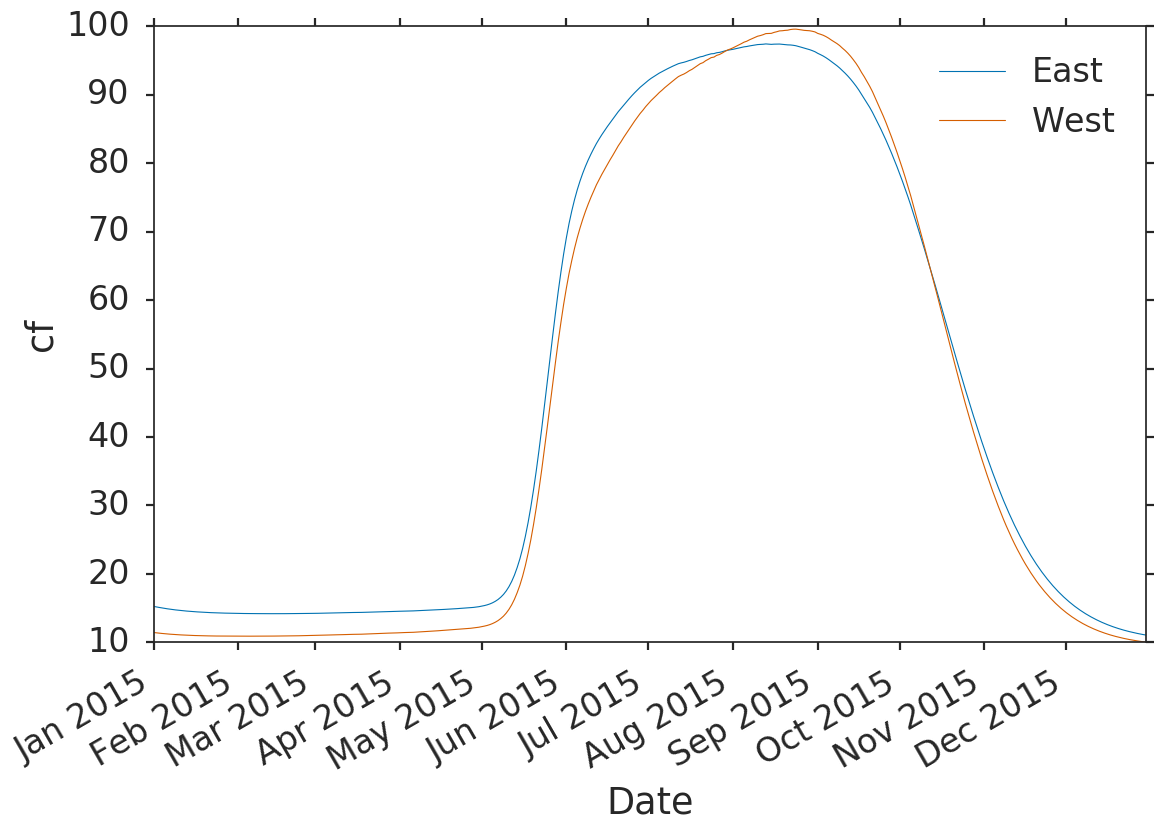 100
90
80
70
60
50
40
30
20
10
cf
East
West
Jan 2015
Feb 2015
Mar 2015
Apr 2015
May 2015
Jun 2015
Jul 2015
Aug 2015
Sep 2015
Oct 2015
Nov 2015
Dec 2015
Date